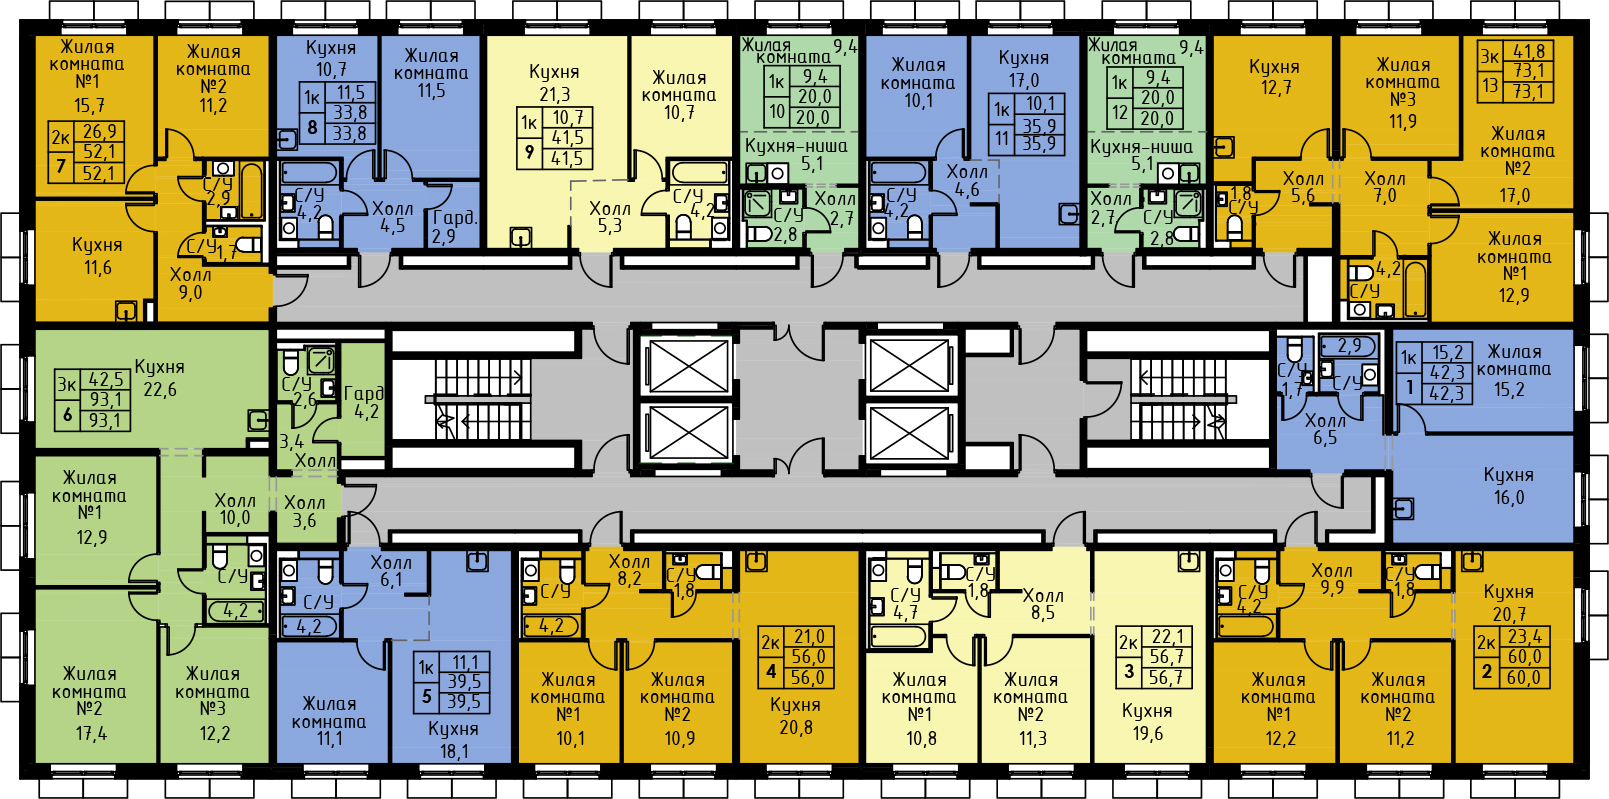 Жилая
комната
№1
15,7
2к 26,9
52,1
7 52,1
Жилая
комната
№2
11,2
С/У
2,9
С/У
1,7
Кухня
11,6
Холл
9,0
Кухня
10,7
1к 11,5
33,8
8 33,8
Жилая
комната
11,5
С/У
4,2
Холл
4,5
Гард.
2,9
Кухня
21,3
1к 10,7
41,5
9 41,5
Жилая
комната
10,7
Холл
5,3
С/У
4,2
Жилая 9,4
комната
1к 9,4
20,0
10 20,0
Кухня-ниша
5,1
С/У
2,8
Холл
2,7
Жилая
комната
10,1
Кухня
17,0
1к 10,1
35,9
11 35,9
С/У
4,2
Холл
4,6
Жилая 9,4
комната
1к 9,4
20,0
12 20,0
Кухня-ниша
5,1
Холл
2,7
С/У
2,8
Кухня
12,7
1,8
С/У
Холл
5,6
Жилая
комната
№3
11,9
3к 41,8
73,1
13 73,1
Жилая
комната
№2
17,0
Холл
7,0
4,2
С/У
Жилая
комната
№1
12,9
Кухня
22,6
3к 42,5
93,1
6 93,1
С/У
2,6
Гард
4,2
3,4
Холл
Жилая
комната
№1
12,9
Холл
10,0
Холл
3,6
С/У
4,2
Жилая
комната
№2
17,4
Жилая
комната
№3
12,2
С/У
1,7
2,9
С/У
1к 15,2
42,3
1 42,3
Жилая
комната
15,2
Холл
6,5
Кухня
16,0
С/У
4,2
Холл
6,1
Жилая
комната
11,1
1к 11,1
39,5
5 39,5
Кухня
18,1
С/У
4,2
Холл
8,2
С/У
1,8
Жилая
комната
№1
10,1
Жилая
комната
№2
10,9
2к 21,0
56,0
4 56,0
Кухня
20,8
С/У
4,7
С/У
1,8
Холл
8,5
Жилая
комната
№1
10,8
Жилая
комната
№2
11,3
2к 22,1
56,7
3 56,7
Кухня
19,6
С/У
4,2
Холл
9,9
С/У
1,8
Жилая
комната
№1
12,2
Жилая
комната
№2
11,2
Кухня
20,7
2к 23,4
60,0
2 60,0